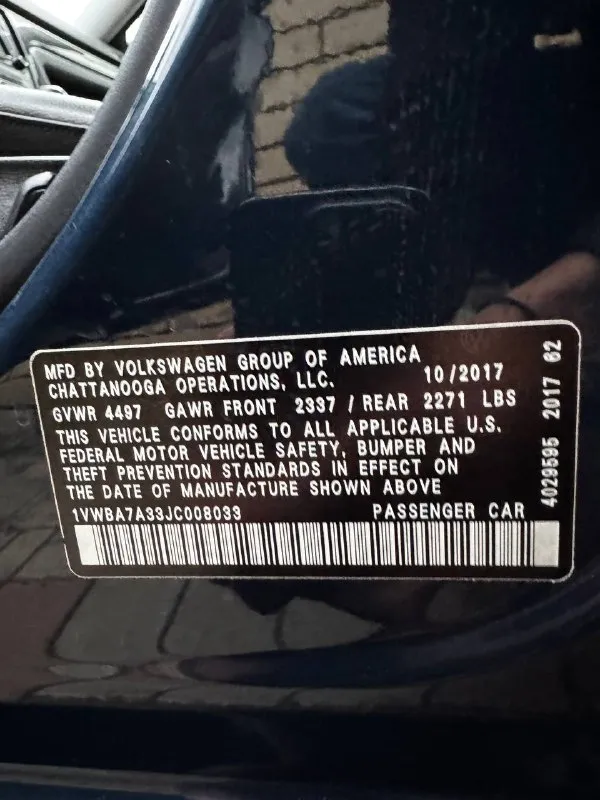 MFD BY VOLKSWAGEN GROUP OF AMERICA
CHATTANOOGA OPERATIONS, LLC. 10/2017
GVWR 4497 GAWR FRONT 2337 / REAR 2271 LBS
THIS VEHICLE CONFORMS TO ALL APPLICABLE U.S.
FEDERAL MOTOR VEHICLE SAFETY, BUMPER AND
THEFT PREVENTION STANDARDS IN EFFECT ON
THE DATE OF MANUFACTURE SHOWN ABOVE
1VWBA7A33JC008039 PASSENGER CAR
4029595 2017 62